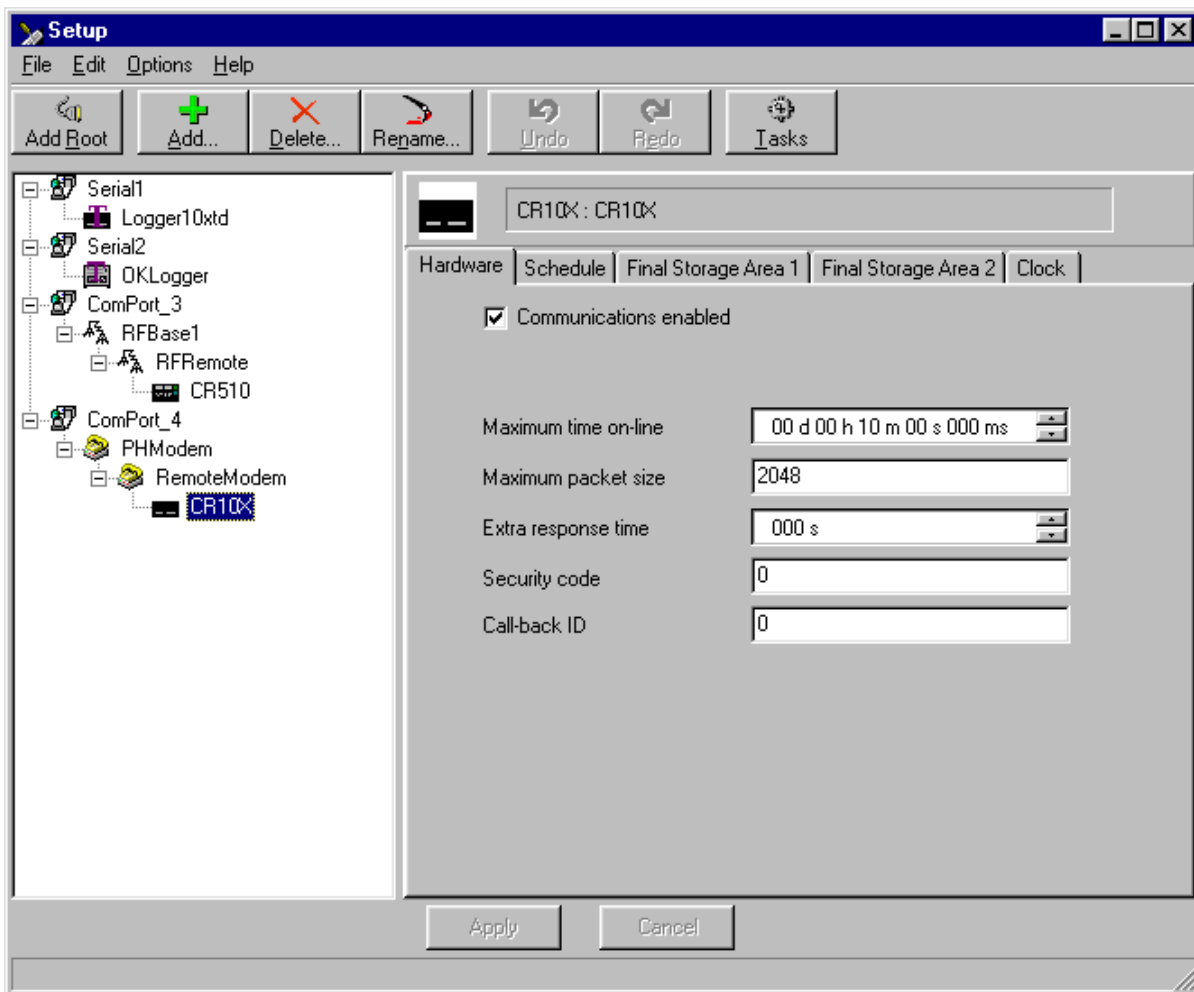 Setup
File Edit Options Help
Add Root Add... Delete... Rename... Undo Redo Tasks
Serial1
Logger10xtd
Serial2
OKLogger
ComPort_3
RFBase1
RFRemote
CR510
ComPort_4
PHModem
RemoteModem
CR10X
CR10X : CR10X
Hardware Schedule Final Storage Area 1 Final Storage Area 2 Clock
Communications enabled
Maximum time on-line 00 d 00 h 10 m 00 s 000 ms
Maximum packet size 2048
Extra response time 000 s
Security code 0
Call-back ID 0
Apply Cancel